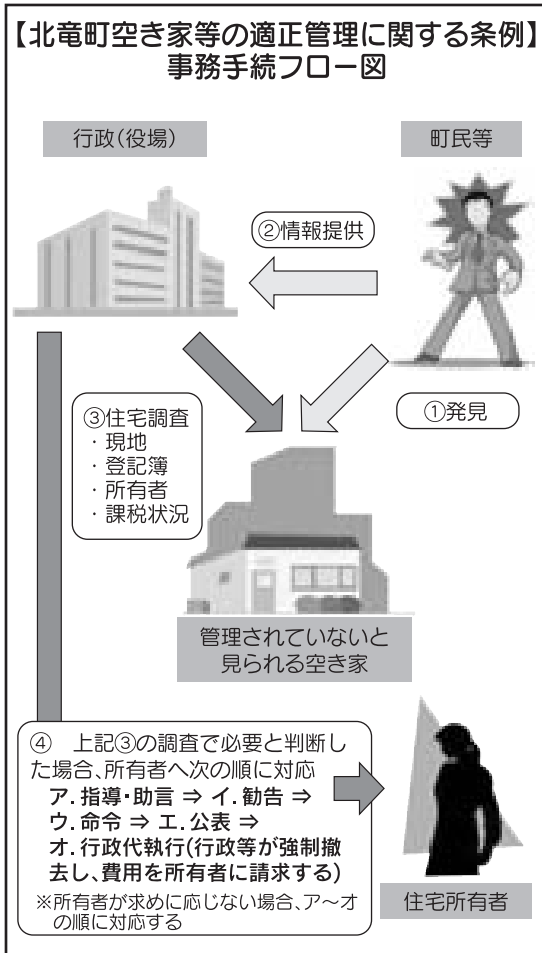 【北竜町空き家等の適正管理に関する条例】
事務手続フロー図
行政(役場)
町民等
②情報提供
①発見
③住宅調査
・現地
・登記簿
・所有者
・課税状況
管理されていないと
見られる空き家
④　上記③の調査で必要と判断し
た場合、所有者へ次の順に対応
ア.指導・助言 ⇒ イ.勧告 ⇒
ウ.命令 ⇒ エ.公表 ⇒
オ.行政代執行(行政等が強制撤
去し、費用を所有者に請求する)
※所有者が求めに応じない場合、ア～オ
の順に対応する
住宅所有者